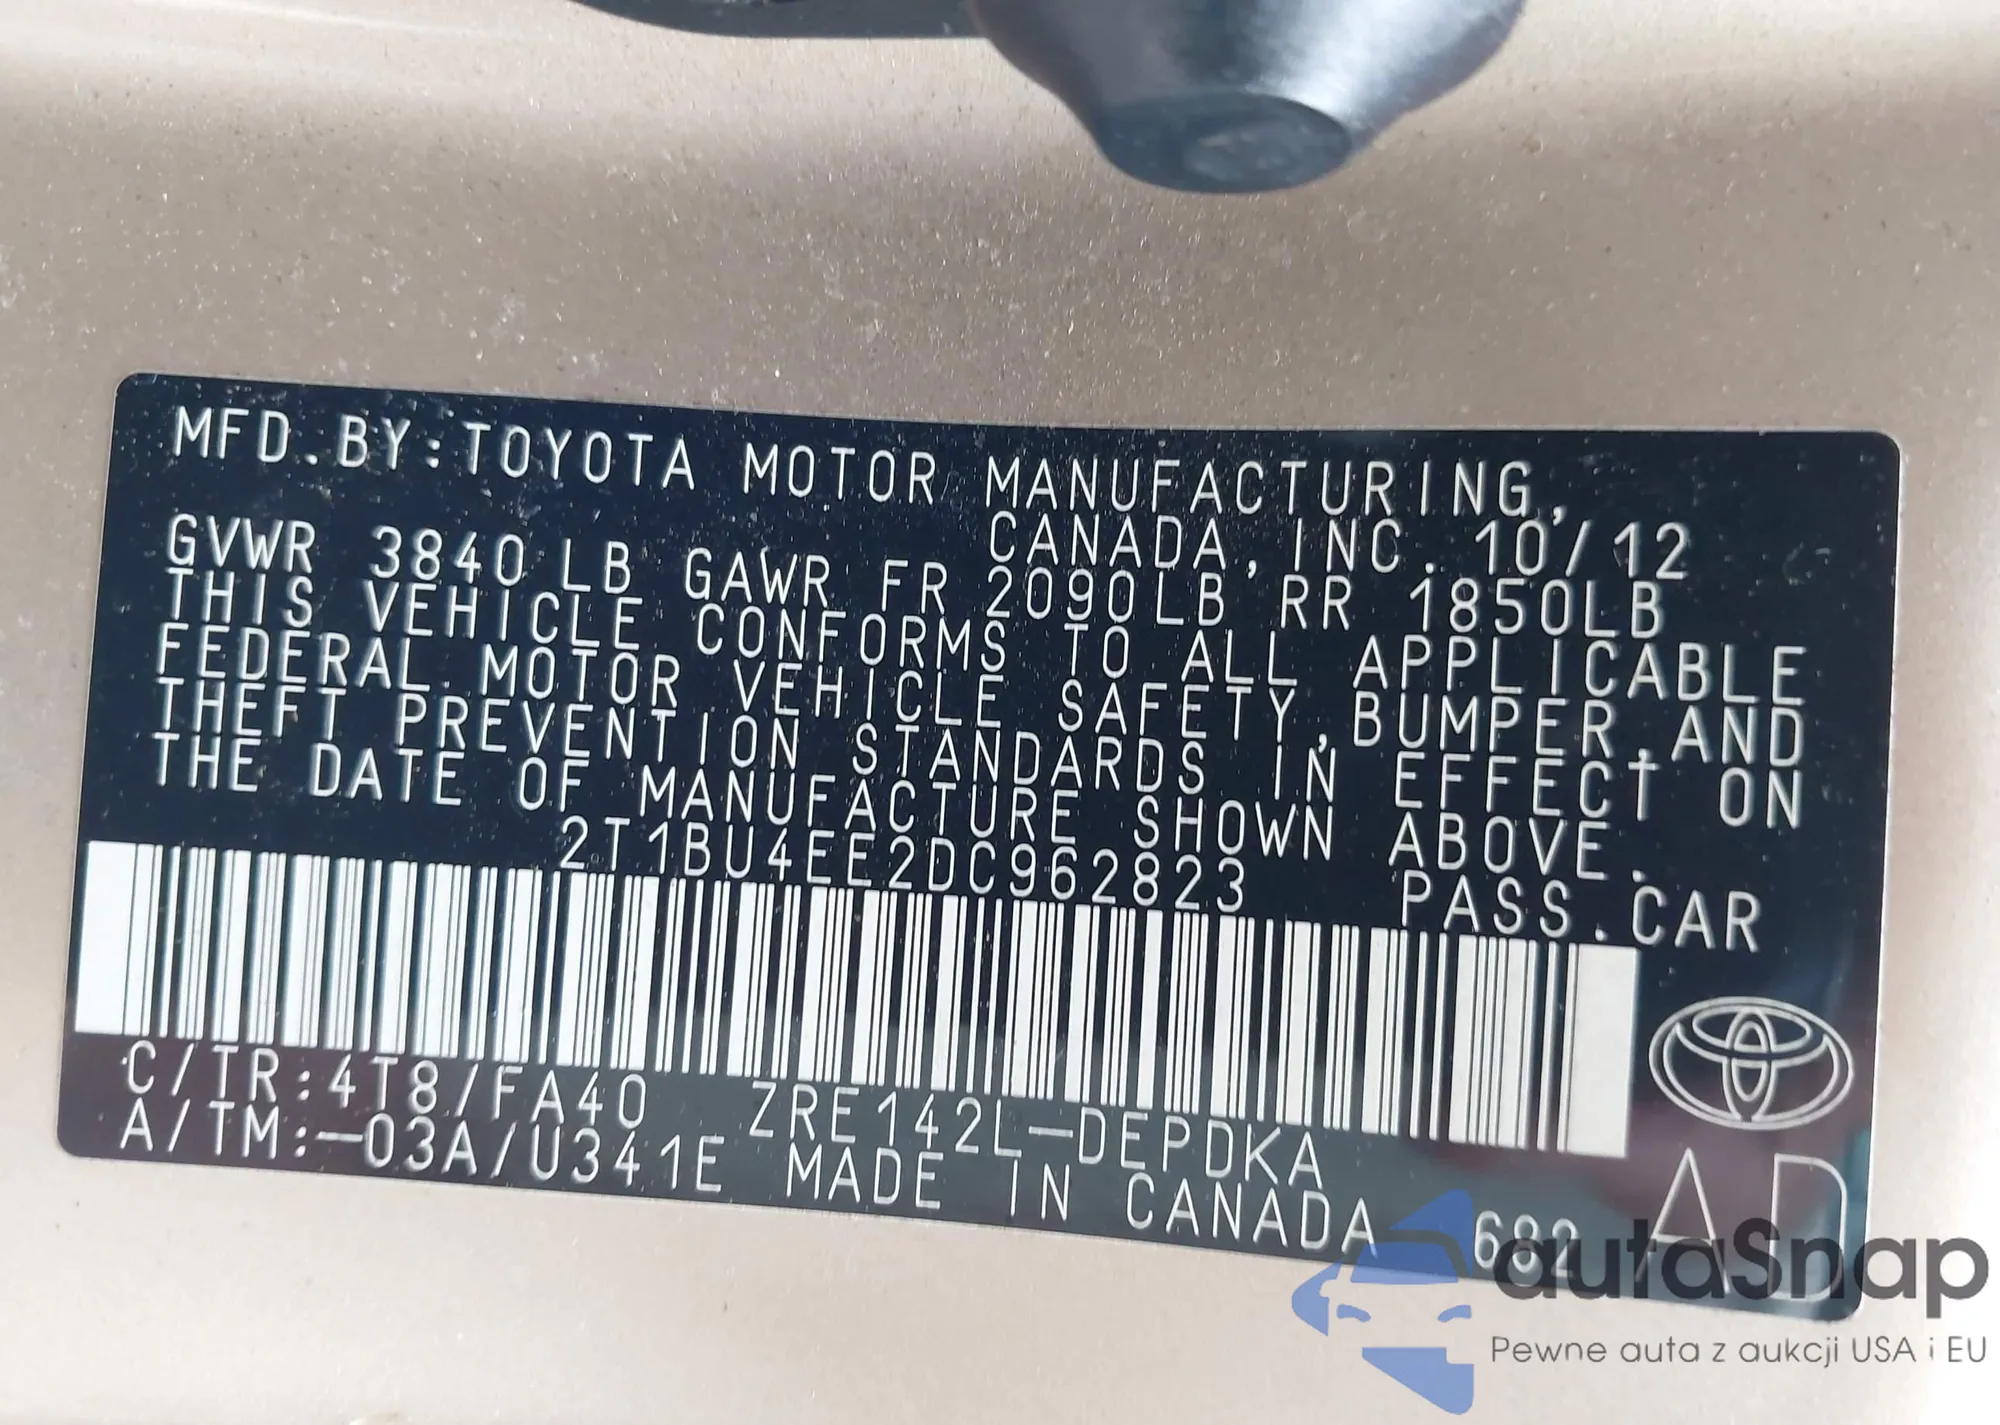 MFD.BY:TOYOTA MOTOR MANUFACTURING,
CANADA, INC. 10/12
GVWR 3840 LB GAWR FR 2090LB RR 1850LB
THIS VEHICLE CONFORMS TO ALL APPLICABLE
FEDERAL MOTOR VEHICLE SAFETY,BUMPER,AND
THEFT PREVENTION STANDARDS IN EFFECT ON
THE DATE OF MANUFACTURE SHOWN ABOVE.
2T1BU4EE2DC962823 PASS.CAR
C/TR:4T8/FA40 ZRE142L-DEPDKA
A/TM:-03A/U341E MADE IN CANADA 682
AD
autaSnap
Pewne auta z aukcji USA i EU